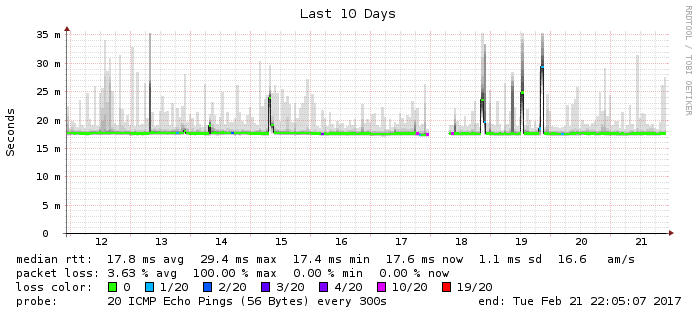 Last 10 Days
RRDTOOL / TOBI OETIKER
Seconds
35 m
30 m
25 m
20 m
15 m
10 m
5 m
0
12 13 14 15 16 17 18 19 20 21
median rtt: 17.8 ms avg 29.4 ms max 17.4 ms min 17.6 ms now 1.1 ms sd 16.6 am/s
packet loss: 3.63 % avg 100.00 % max 0.00 % min 0.00 % now
loss color: 0 1/20 2/20 3/20 4/20 10/20 19/20
probe: 20 ICMP Echo Pings (56 Bytes) every 300s end: Tue Feb 21 22:05:07 2017